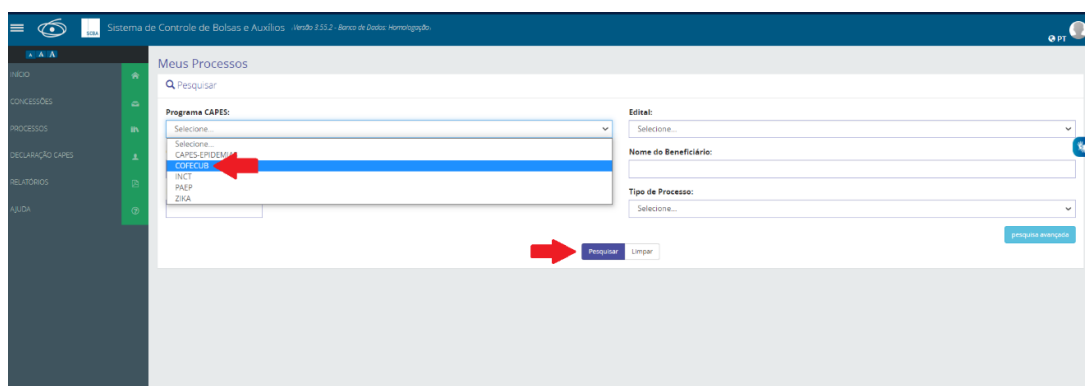 SCBA
Sistema de Controle de Bolsas e Auxílios .Versão 3.55.2 - Banco de Dados: Homologação.
PT
A A A
INÍCIO
CONCESSÕES
PROCESSOS
DECLARAÇÃO CAPES
RELATÓRIOS
AJUDA
Meus Processos
Pesquisar
Programa CAPES:
Selecione...
Selecione...
CAPES-EPIDEMIAS
COFECUB
INCT
PAEP
ZIKA
Edital:
Selecione...
Nome do Beneficiário:
Tipo de Processo:
Selecione...
pesquisa avançada
Pesquisar
Limpar